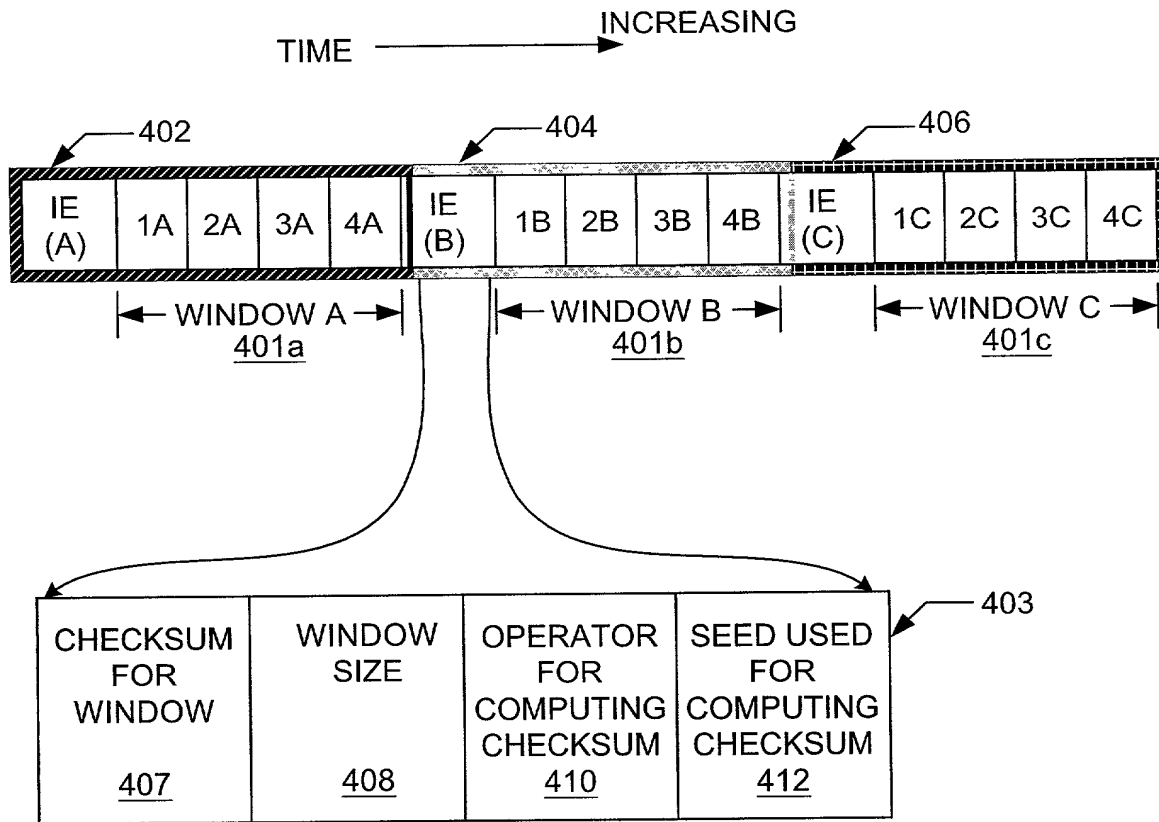 TIME
INCREASING
402
404
406
IE
(A)
1A
2A
3A
4A
IE
(B)
1B
2B
3B
4B
IE
(C)
1C
2C
3C
4C
WINDOW A
401a
WINDOW B
401b
WINDOW C
401c
403
CHECKSUM
FOR
WINDOW
407
WINDOW
SIZE
408
OPERATOR
FOR
COMPUTING
CHECKSUM
410
SEED USED
FOR
COMPUTING
CHECKSUM
412